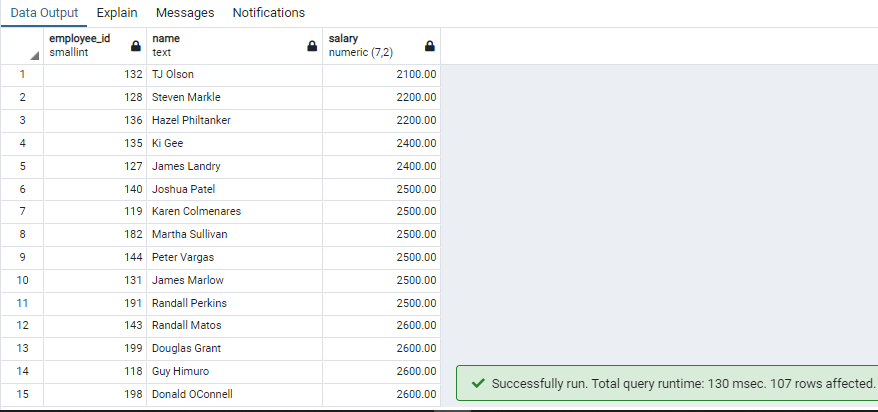 Data Output Explain Messages Notifications
employee_id name salary
smallint text numeric (7,2)
1 132 TJ Olson 2100.00
2 128 Steven Markle 2200.00
3 136 Hazel Philtanker 2200.00
4 135 Ki Gee 2400.00
5 127 James Landry 2400.00
6 140 Joshua Patel 2500.00
7 119 Karen Colmenares 2500.00
8 182 Martha Sullivan 2500.00
9 144 Peter Vargas 2500.00
10 131 James Marlow 2500.00
11 191 Randall Perkins 2500.00
12 143 Randall Matos 2600.00
13 199 Douglas Grant 2600.00
14 118 Guy Himuro 2600.00
15 198 Donald OConnell 2600.00
Successfully run. Total query runtime: 130 msec. 107 rows affected.